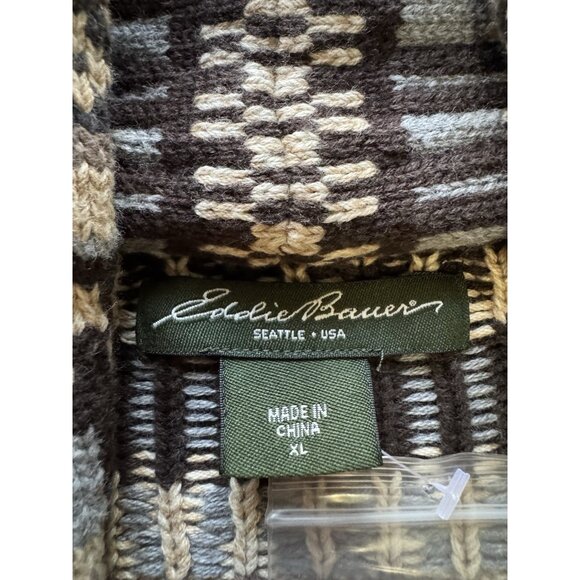 Eddie Bauer®
SEATTLE • USA
MADE IN
CHINA
XL